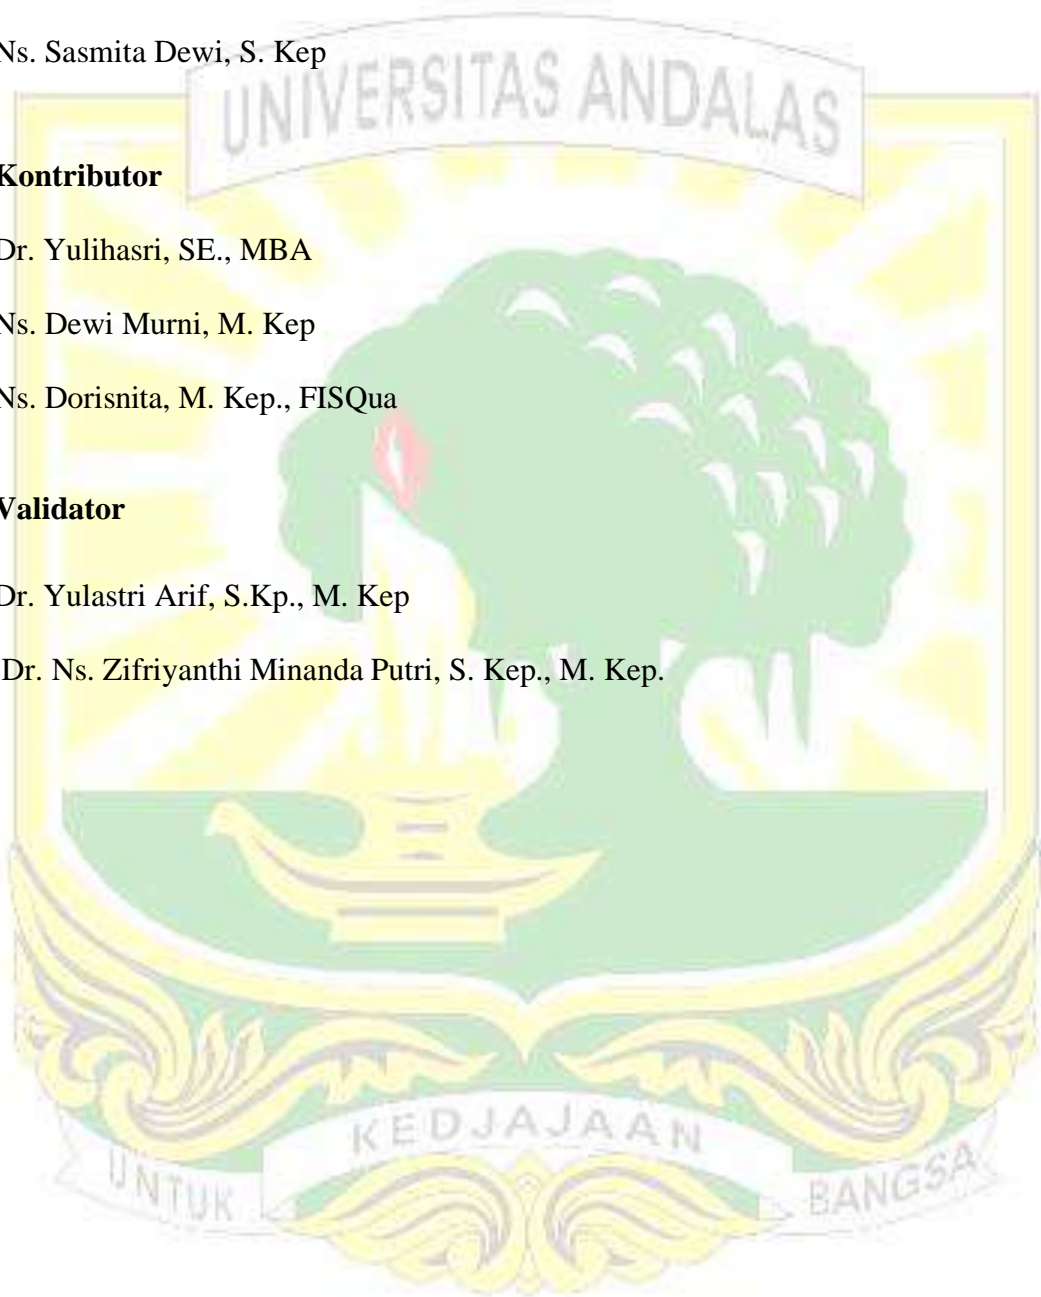 Ns. Sasmita Dewi, S. Kep
UNIVERSITAS ANDALAS
Kontributor
Dr. Yulihasri, SE., MBA
Ns. Dewi Murni, M. Kep
Ns. Dorisnita, M. Kep., FISQua
Validator
Dr. Yulastri Arif, S.Kp., M. Kep
Dr. Ns. Zifriyanthi Minanda Putri, S. Kep., M. Kep.
UNTUK KEDJAJAAN BANGSA